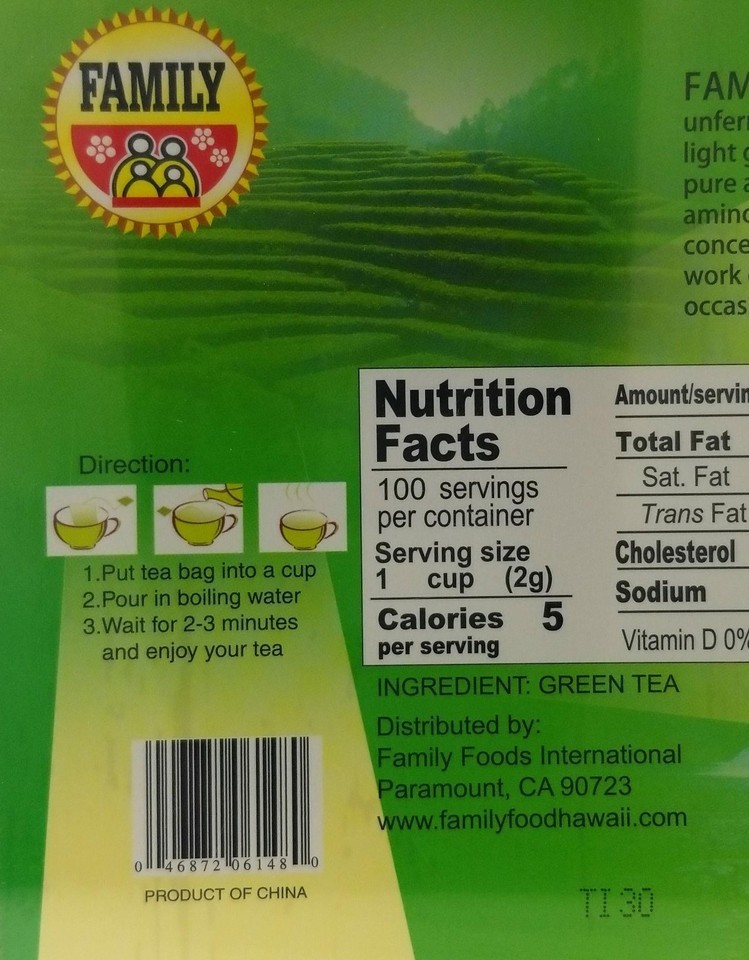 FAMILY
FAM
unfer
light g
pure a
amino
conce
work
occas
Nutrition
Facts
100 servings
per container
Serving size
1 cup (2g)
Calories 5
per serving
Amount/servin
Total Fat
Sat. Fat
Trans Fat
Cholesterol
Sodium
Vitamin D 0%
Direction:
1.Put tea bag into a cup
2.Pour in boiling water
3.Wait for 2-3 minutes
and enjoy your tea
INGREDIENT: GREEN TEA
Distributed by:
Family Foods International
Paramount, CA 90723
www.familyfoodhawaii.com
0 46872 06148 0
PRODUCT OF CHINA
TI 30